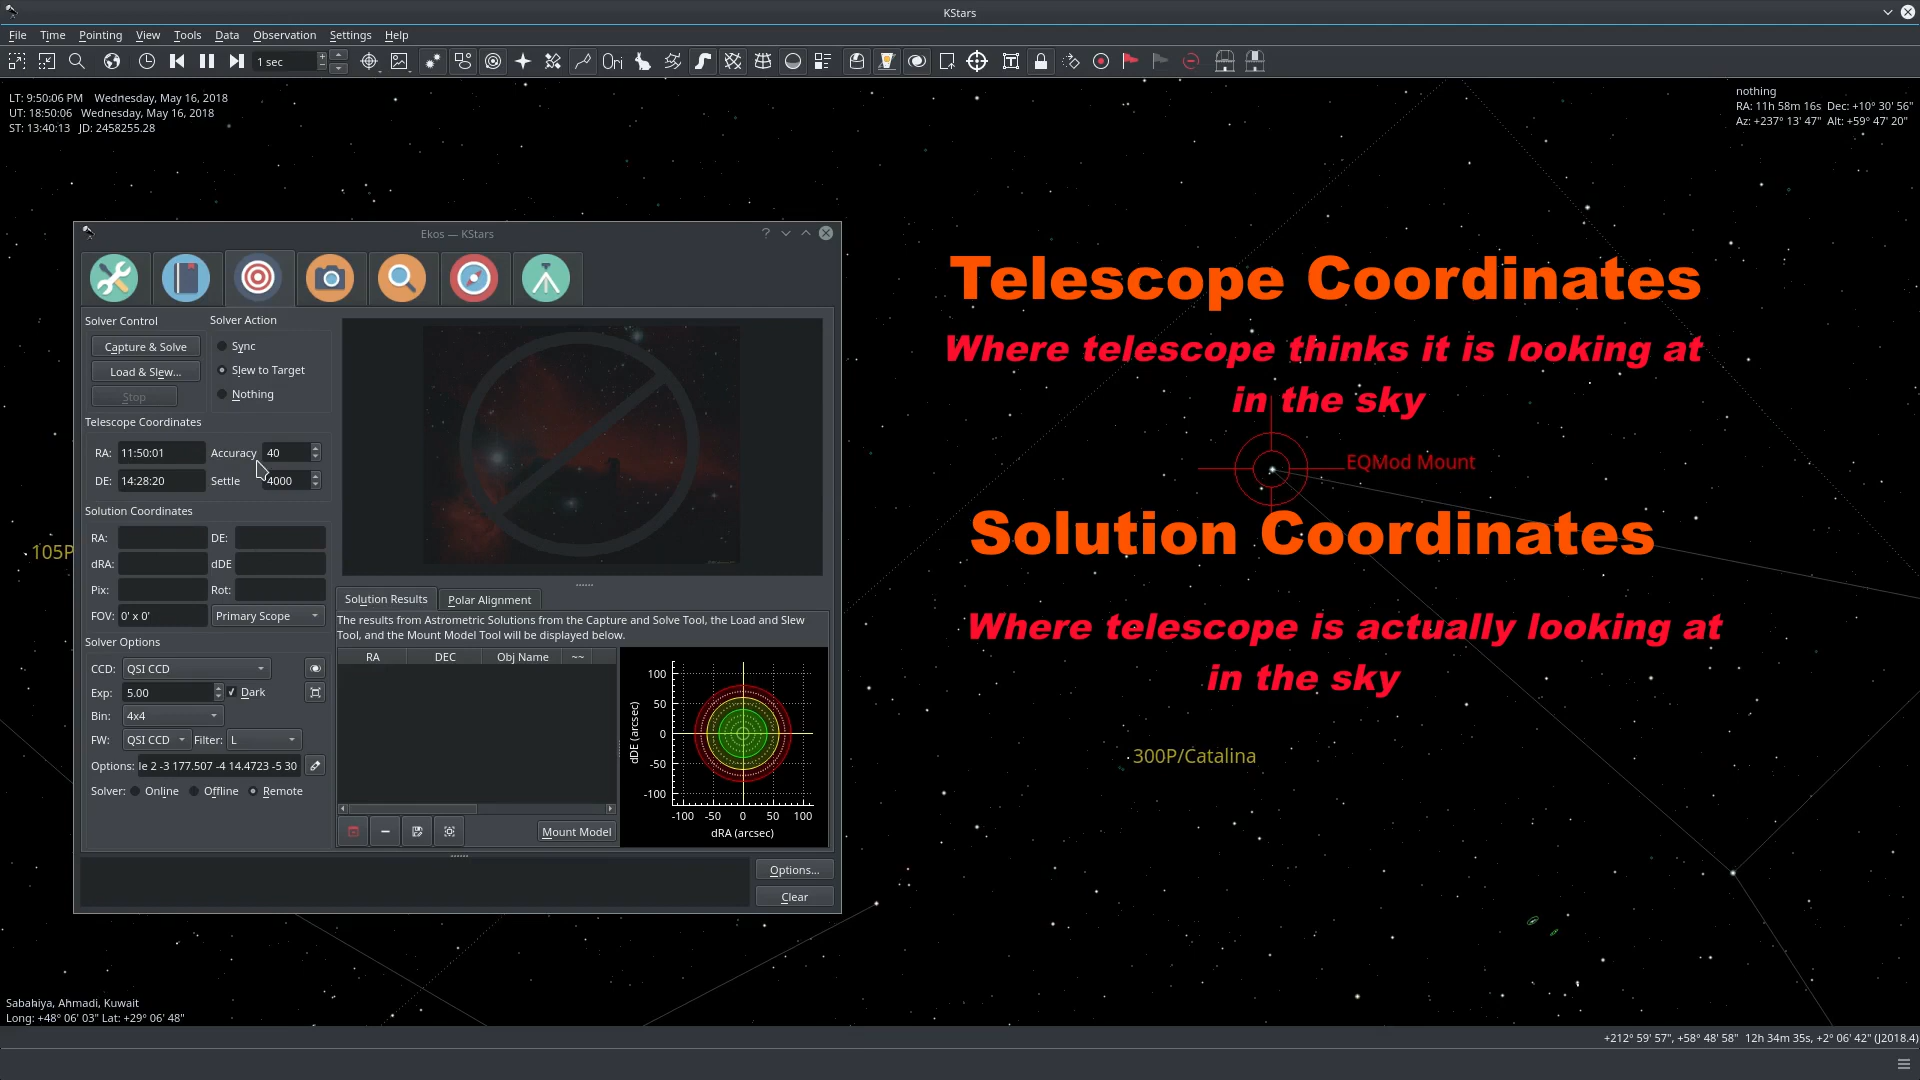 KStars
File Time Pointing View Tools Data Observation Settings Help
1 sec Ori
LT: 9:50:06 PM Wednesday, May 16, 2018
UT: 18:50:06 Wednesday, May 16, 2018
ST: 13:40:13 JD: 2458255.28
nothing
RA: 11h 58m 16s Dec: +10° 30' 56"
Az: +237° 13' 47" Alt: +59° 47' 20"
Ekos — KStars
Solver Control Solver Action
Capture & Solve Sync
Load & Slew... Slew to Target
Stop Nothing
Telescope Coordinates
RA: 11:50:01 Accuracy 40
DE: 14:28:20 Settle 4000
Solution Coordinates
RA: DE:
dRA: dDE
Pix: Rot:
FOV: 0' x 0' Primary Scope
Solver Options
CCD: QSI CCD
Exp: 5.00 Dark
Bin: 4x4
FW: QSI CCD Filter: L
Options: le 2 -3 177.507 -4 14.4723 -5 30
Solver: Online Offline Remote
Solution Results Polar Alignment
The results from Astrometric Solutions from the Capture and Solve Tool, the Load and Slew
Tool, and the Mount Model Tool will be displayed below.
RA DEC Obj Name ~~
Mount Model
dDE (arcsec)
100
50
0
-50
-100
-100 -50 0 50 100
dRA (arcsec)
Options...
Clear
Telescope Coordinates
Where telescope thinks it is looking at
in the sky
EQMod Mount
Solution Coordinates
Where telescope is actually looking at
in the sky
105P
300P/Catalina
Sabahiya, Ahmadi, Kuwait
Long: +48° 06' 03" Lat: +29° 06' 48"
+212° 59' 57", +58° 48' 58" 12h 34m 35s, +2° 06' 42" (J2018.4)